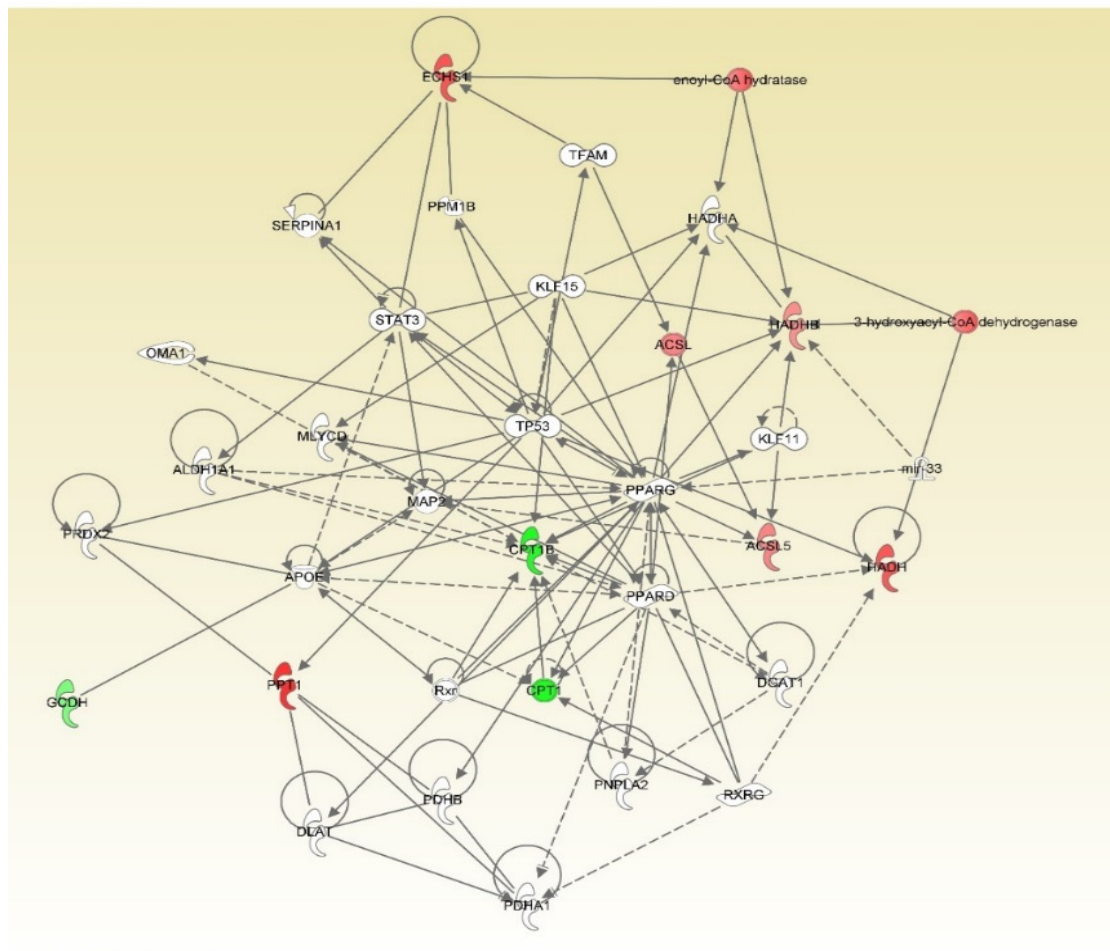 ECHS1
enoyl-CoA hydratase
TFAM
PPM1B
SERPINA1
HADHA
KLF15
STAT3
HADHB
3-hydroxyacyl-CoA dehydrogenase
ACSL
OMA1
TP53
MLYCD
KLF11
ALDH1A1
mir-33
PPARG
MAP2
PRDX2
CPT1B
ACSL5
HADH
APOE
PPARD
PPT1
Rxr
CPT1
DGAT1
GCDH
PNPLA2
RXRG
PDHB
DLAT
PDHA1